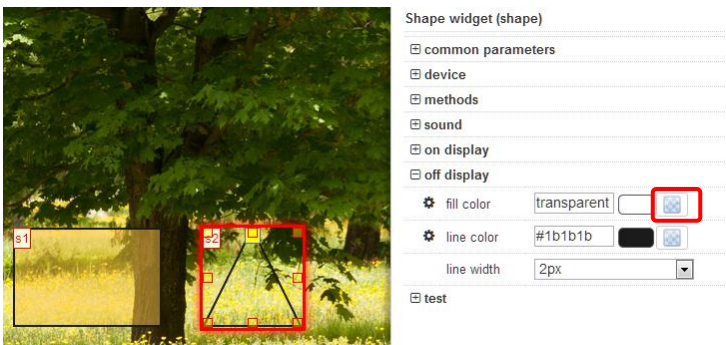 Shape widget (shape)
common parameters
device
methods
sound
on display
off display
fill color transparent
line color #1b1b1b
line width 2px
test
s1
s2